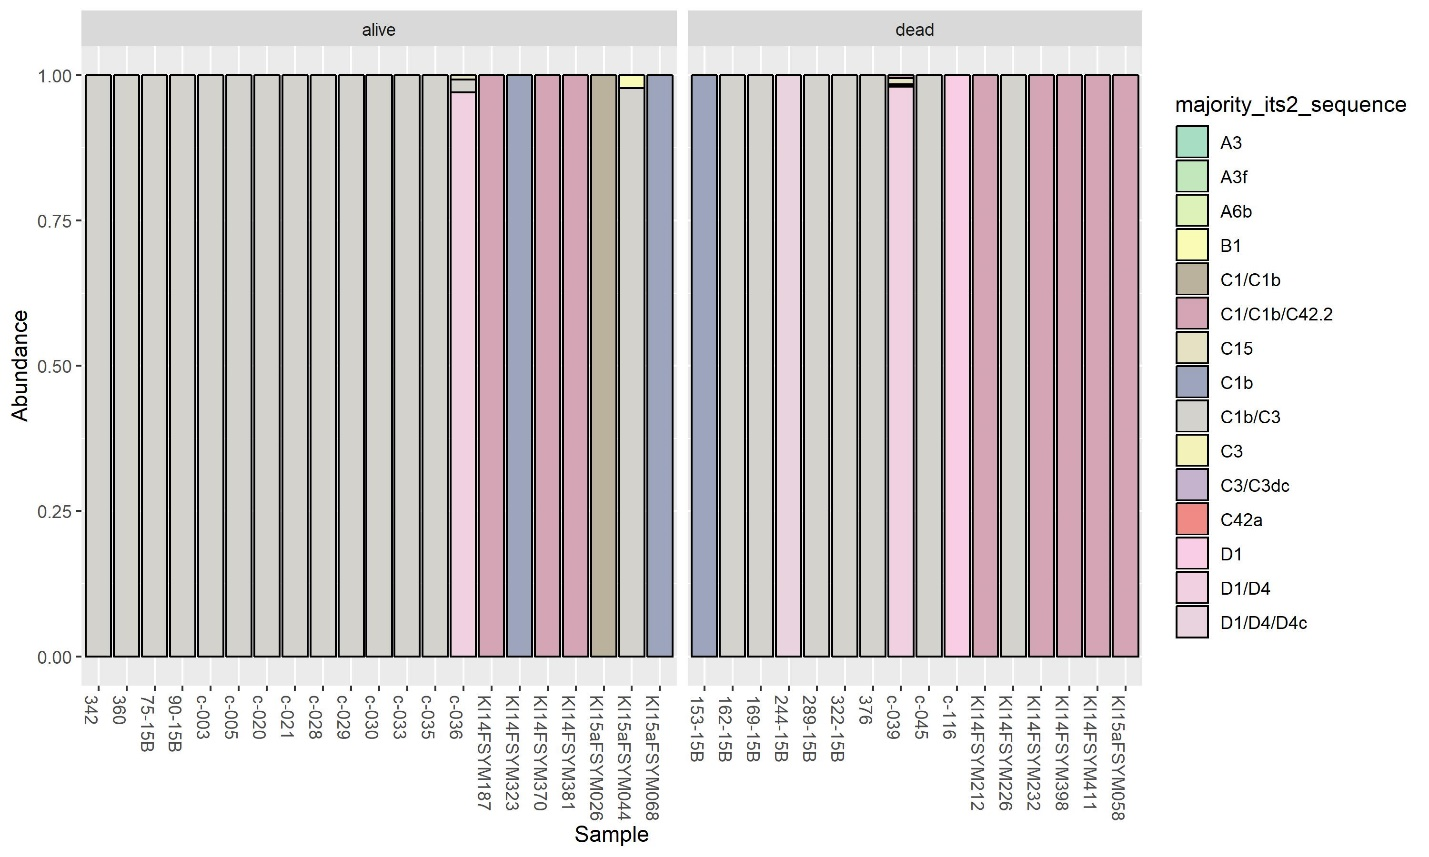 alive
dead
majority_its2_sequence
A3
A3f
A6b
B1
C1/C1b
C1/C1b/C42.2
C15
C1b
C1b/C3
C3
C3/C3dc
C42a
D1
D1/D4
D1/D4/D4c
Abundance
1.00
0.75
0.50
0.25
0.00
342
360
75-15B
90-15B
c-003
c-005
c-020
c-021
c-028
c-029
c-030
c-033
c-035
c-036
KI14FSYM187
KI14FSYM323
KI14FSYM370
KI14FSYM381
KI15aFSYM026
KI15aFSYM044
KI15aFSYM068
153-15B
162-15B
169-15B
244-15B
289-15B
322-15B
376
c-039
c-045
c-116
KI14FSYM212
KI14FSYM226
KI14FSYM232
KI14FSYM398
KI14FSYM411
KI15aFSYM058
Sample